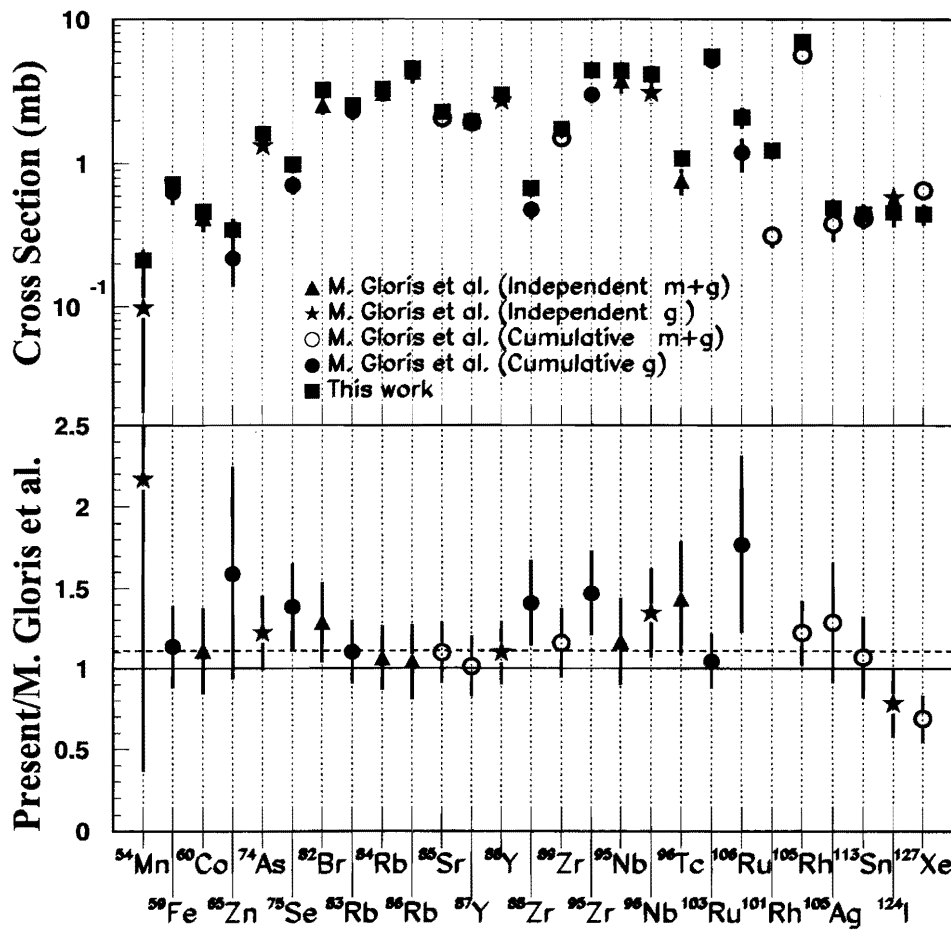 Cross Section (mb)
10
1
10 -1
▲ M. Gloris et al. (Independent m+g)
★ M. Gloris et al. (Independent g)
○ M. Gloris et al. (Cumulative m+g)
● M. Gloris et al. (Cumulative g)
■ This work
Present/M. Gloris et al.
2.5
2
1.5
1
0.5
0
⁵⁴Mn ⁶⁰Co ⁷⁴As ⁸²Br ⁸⁴Rb ⁸⁵Sr ⁸⁸Y ⁸⁹Zr ⁹⁵Nb ⁹⁶Tc ¹⁰⁶Ru ¹⁰⁵Rh ¹¹³Sn ¹²⁷Xe
⁵⁹Fe ⁶⁵Zn ⁷⁵Se ⁸³Rb ⁸⁶Rb ⁸⁷Y ⁸⁸Zr ⁹⁵Zr ⁹⁶Nb ¹⁰³Ru ¹⁰¹Rh ¹⁰⁵Ag ¹²⁴I